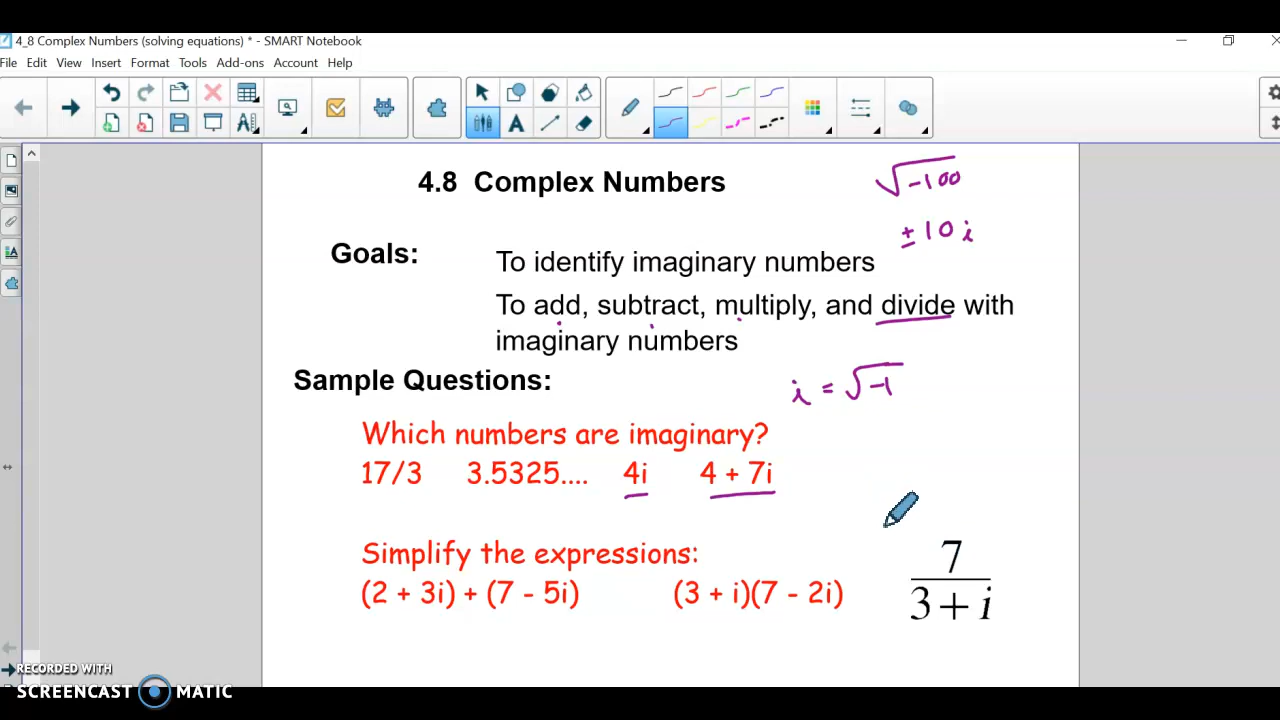 4_8 Complex Numbers (solving equations) * - SMART Notebook
File Edit View Insert Format Tools Add-ons Account Help
4.8 Complex Numbers
√-100
± 10 i
Goals:
To identify imaginary numbers
To add, subtract, multiply, and divide with
imaginary numbers
Sample Questions:
i = √-1
Which numbers are imaginary?
17/3 3.5325.... 4i 4 + 7i
Simplify the expressions:
(2 + 3i) + (7 - 5i) (3 + i)(7 - 2i)
7
3 + i
RECORDED WITH
SCREENCAST MATIC